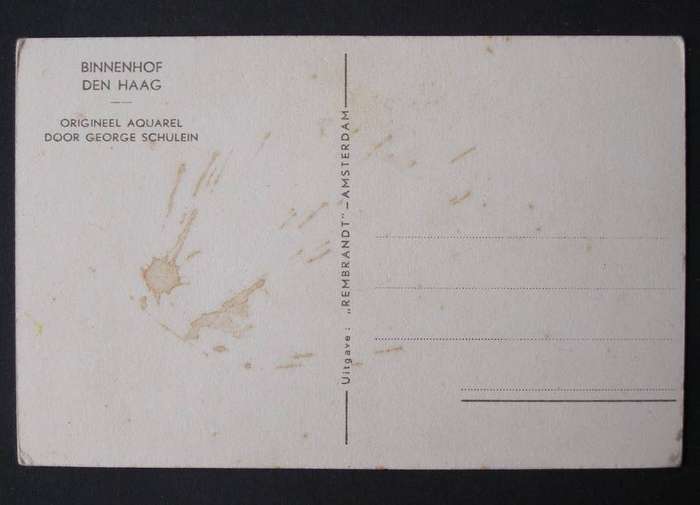 BINNENHOF
DEN HAAG
ORIGINEEL AQUAREL
DOOR GEORGE SCHULEIN
Uitgave: „REMBRANDT”—AMSTERDAM